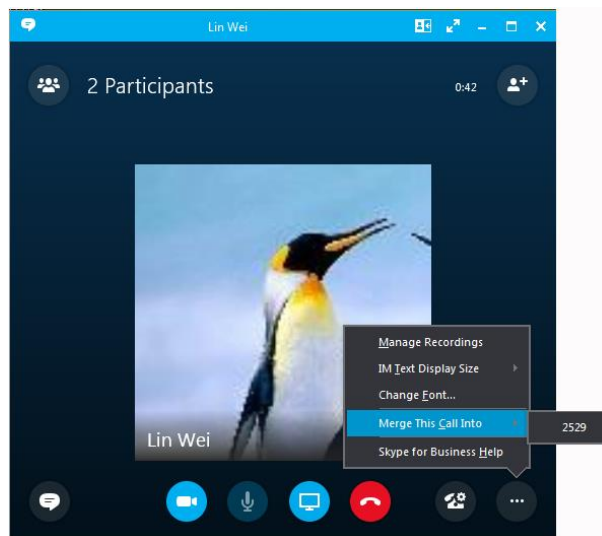 Lin Wei
2 Participants
0:42
Manage Recordings
IM Text Display Size
Change Font...
Merge This Call Into
2529
Skype for Business Help
Lin Wei